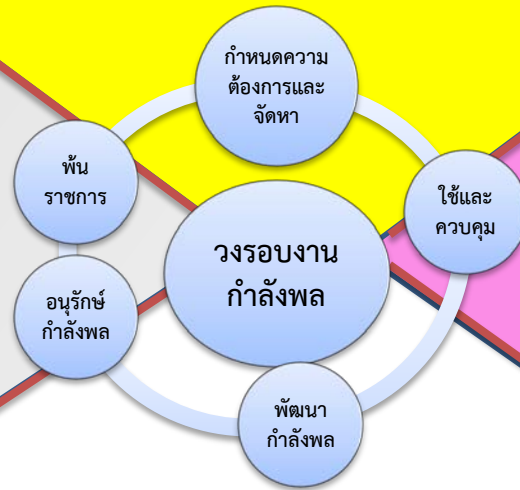 กำหนดความ
ต้องการและ
จัดหา
ใช้และ
ควบคุม
พัฒนา
กำลังพล
อนุรักษ์
กำลังพล
พ้น
ราชการ
วงรอบงาน
กำลังพล